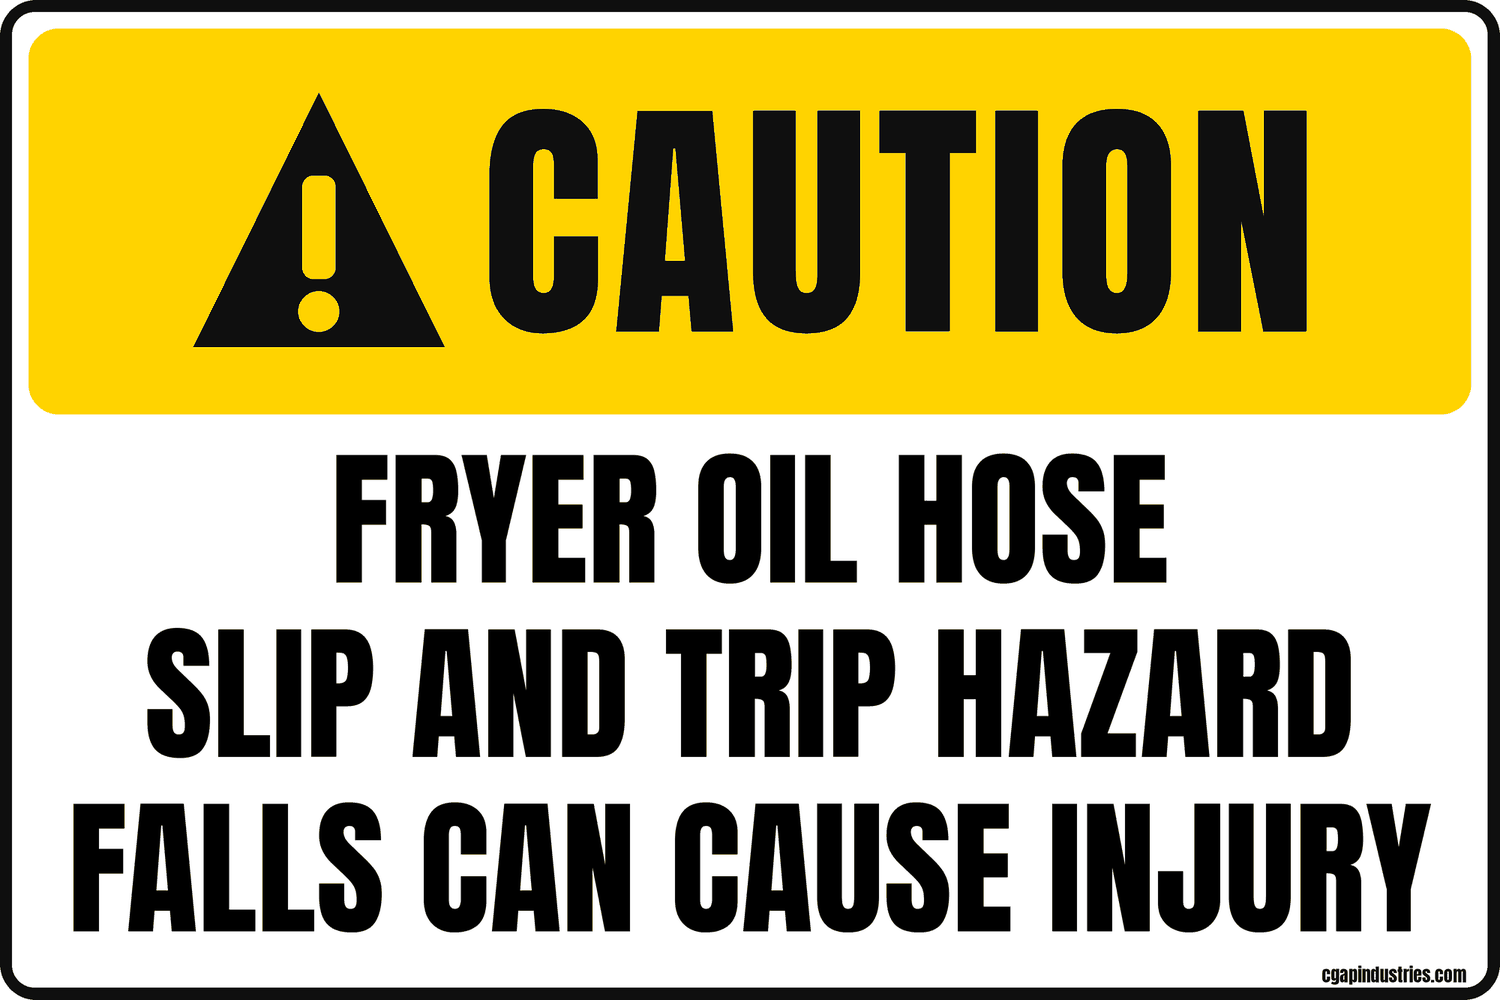 CAUTION
FRYER OIL HOSE
SLIP AND TRIP HAZARD
FALLS CAN CAUSE INJURY
cgapindustries.com